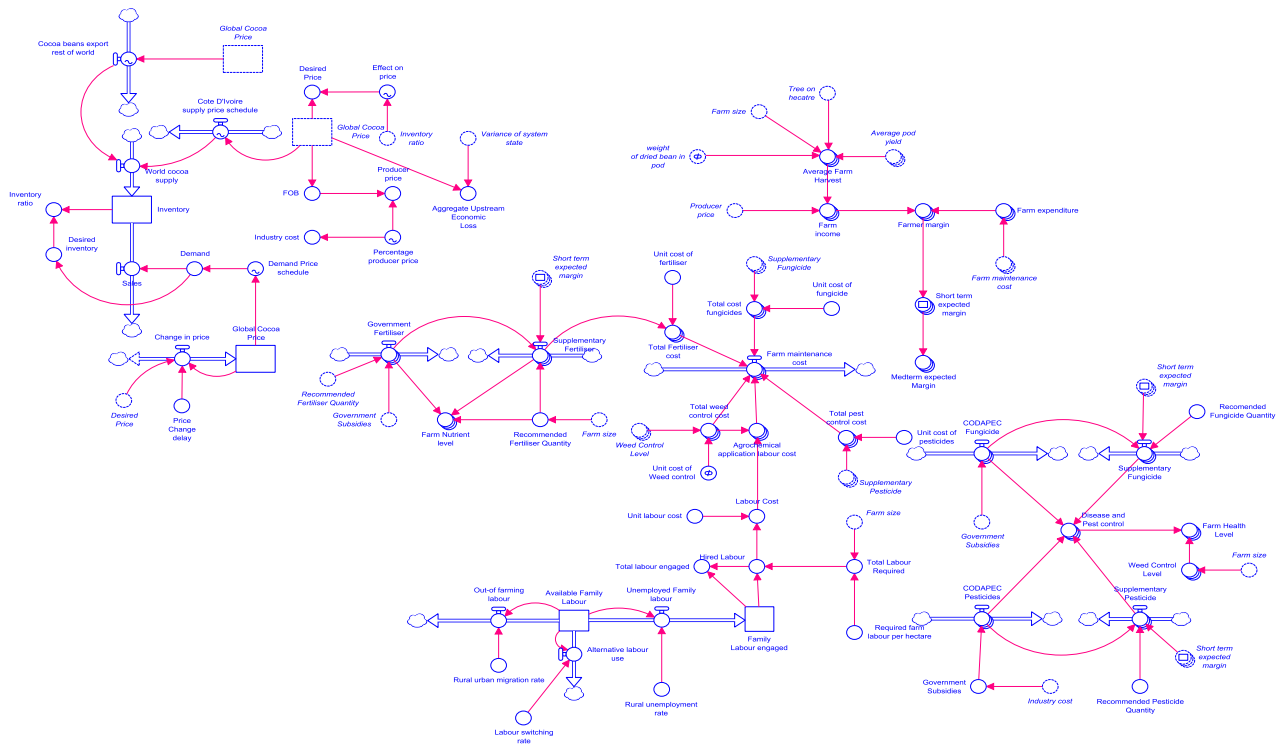 Global Cocoa
Price
Cocoa beans export
rest of world
Desired
Price
Effect on
price
Cote D'Ivoire
supply price schedule
Global Cocoa
Price
Inventory
ratio
Variance of system
state
World cocoa
supply
Producer
price
FOB
Aggregate Upstream
Economic
Loss
Inventory
ratio
Inventory
Industry cost
Percentage
producer price
Desired
inventory
Demand
Demand Price
schedule
Sales
Global Cocoa
Price
Change in price
Desired
Price
Price
Change
delay
Tree on
hecatre
Farm size
Average pod
yield
weight
of dried bean in
pod
Average Farm
Harvest
Producer
price
Farm
income
Farmer margin
Farm expenditure
Farm maintenance
cost
Short term
expected
margin
Medterm expected
Margin
Short term
expected
margin
Unit cost of
fertiliser
Supplementary
Fungicide
Unit cost of
fungicide
Total cost
fungicides
Government
Fertiliser
Supplementary
Fertiliser
Total Fertiliser
cost
Farm maintenance
cost
Recommended
Fertiliser Quantity
Government
Subsidies
Farm Nutrient
level
Recommended
Fertiliser Quantity
Farm size
Total weed
control cost
Weed Control
Level
Agrochemical
application labour cost
Total pest
control cost
Unit cost of
pesticides
Unit cost of
Weed control
Supplementary
Pesticide
Labour Cost
Unit labour cost
Farm size
Hired Labour
Total labour engaged
Total Labour
Required
Out-of farming
labour
Available Family
Labour
Unemployed Family
labour
Family
Labour engaged
Required farm
labour per hectare
Alternative labour
use
Rural urban migration rate
Rural unemployment
rate
Labour switching
rate
Short term
expected
margin
Recomended
Fungicide Quantity
CODAPEC
Fungicide
Supplementary
Fungicide
Government
Subsidies
Disease and
Pest control
Farm Health
Level
Weed Control
Level
Farm size
CODAPEC
Pesticides
Supplementary
Pesticide
Short term
expected
margin
Government
Subsidies
Industry cost
Recommended Pesticide
Quantity